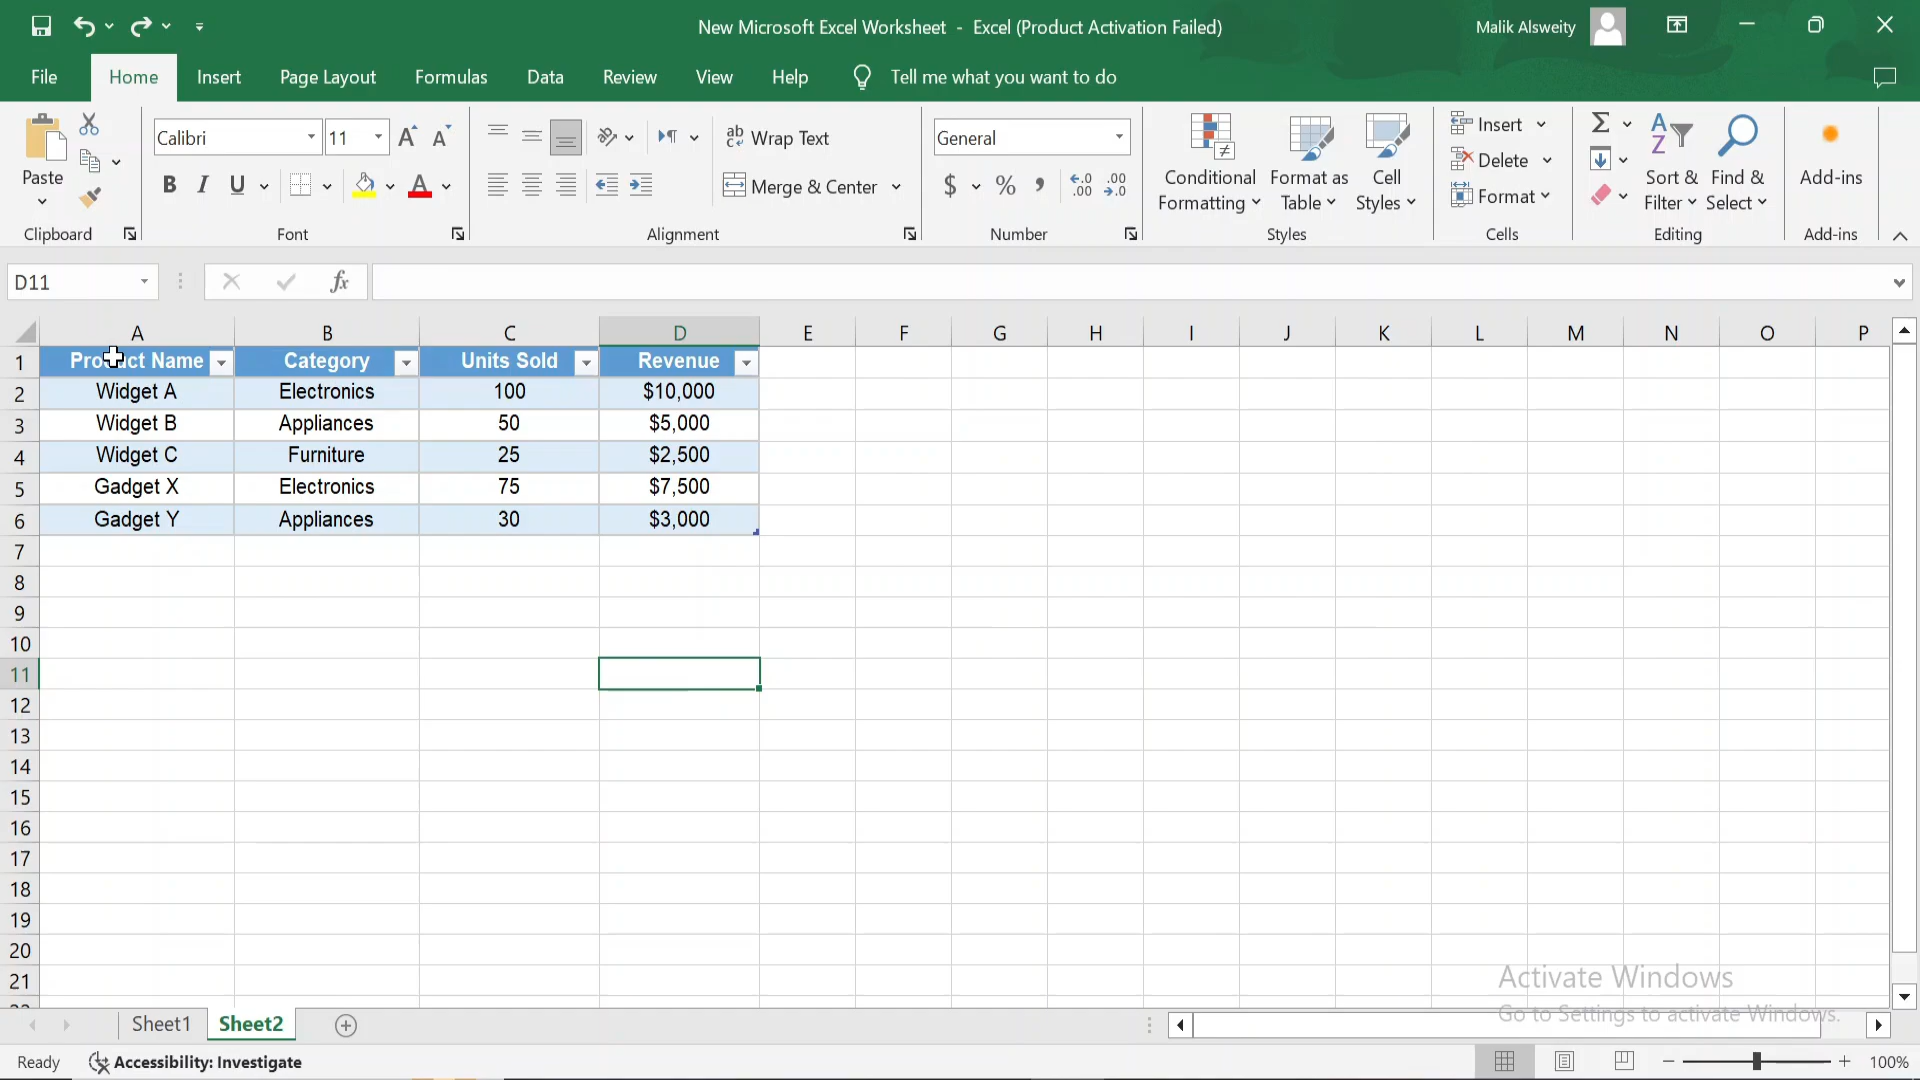 New Microsoft Excel Worksheet - Excel (Product Activation Failed)
Malik Alsweity
File Home Insert Page Layout Formulas Data Review View Help Tell me what you want to do
Paste
Clipboard
Calibri 11
B I U
Font
Wrap Text
Merge & Center
Alignment
General
$ % ,
Number
Conditional Formatting
Format as Table
Cell Styles
Styles
Insert
Delete
Format
Cells
Sort & Filter
Find & Select
Editing
Add-ins
Add-ins
D11
fx
A B C D E F G H I J K L M N O P
1 Product Name Category Units Sold Revenue
2 Widget A Electronics 100 $10,000
3 Widget B Appliances 50 $5,000
4 Widget C Furniture 25 $2,500
5 Gadget X Electronics 75 $7,500
6 Gadget Y Appliances 30 $3,000
7
8
9
10
11
12
13
14
15
16
17
18
19
20
21
Activate Windows
Go to Settings to activate Windows.
Sheet1 Sheet2
Ready Accessibility: Investigate
100%